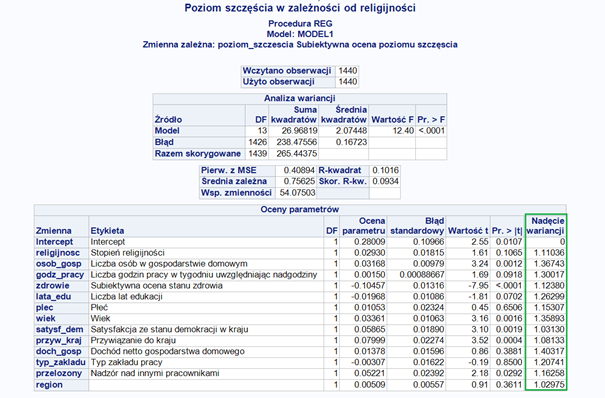 Poziom szczęścia w zależności od religijności
Procedura REG
Model: MODEL1
Zmienna zależna: poziom_szczescia Subiektywna ocena poziomu szczęścia
Wczytano obserwacji 1440
Użyto obserwacji 1440
Analiza wariancji
Źródło DF Suma kwadratów Średnia kwadratów Wartość F Pr. > F
Model 13 26.96819 2.07448 12.40 <.0001
Błąd 1426 238.47556 0.16723
Razem skorygowane 1439 265.44375
Pierw. z MSE 0.40894 R-kwadrat 0.1016
Średnia zależna 0.75625 Skor. R-kw. 0.0934
Wsp. zmienności 54.07503
Oceny parametrów
Zmienna Etykieta DF Ocena parametru Błąd standardowy Wartość t Pr. > |t| Nadęcie wariancji
Intercept Intercept 1 0.28009 0.10966 2.55 0.0107 0
religijnosc Stopień religijności 1 0.02930 0.01815 1.61 0.1065 1.11036
osob_gosp Liczba osób w gospodarstwie domowym 1 0.03168 0.00979 3.24 0.0012 1.36743
godz_pracy Liczba godzin pracy w tygodniu uwzględniając nadgodziny 1 0.00150 0.00088667 1.69 0.0918 1.30017
zdrowie Subiektywna ocena stanu zdrowia 1 -0.10457 0.01316 -7.95 <.0001 1.12380
lata_edu Liczba lat edukacji 1 -0.01968 0.01086 -1.81 0.0702 1.26299
plec Płeć 1 0.01053 0.02324 0.45 0.6506 1.15307
wiek Wiek 1 0.03361 0.01063 3.16 0.0016 1.35893
satysf_dem Satysfakcja ze stanu demokracji w kraju 1 0.05865 0.01890 3.10 0.0019 1.03130
przyw_kraj Przywiązanie do kraju 1 0.07999 0.02274 3.52 0.0004 1.08133
doch_gosp Dochód netto gospodarstwa domowego 1 0.01378 0.01596 0.86 0.3881 1.40317
typ_zakladu Typ zakładu pracy 1 -0.00307 0.01622 -0.19 0.8500 1.20741
przelozony Nadzór nad innymi pracownikami 1 0.05221 0.02392 2.18 0.0292 1.16258
region 1 0.00509 0.00557 0.91 0.3611 1.02975